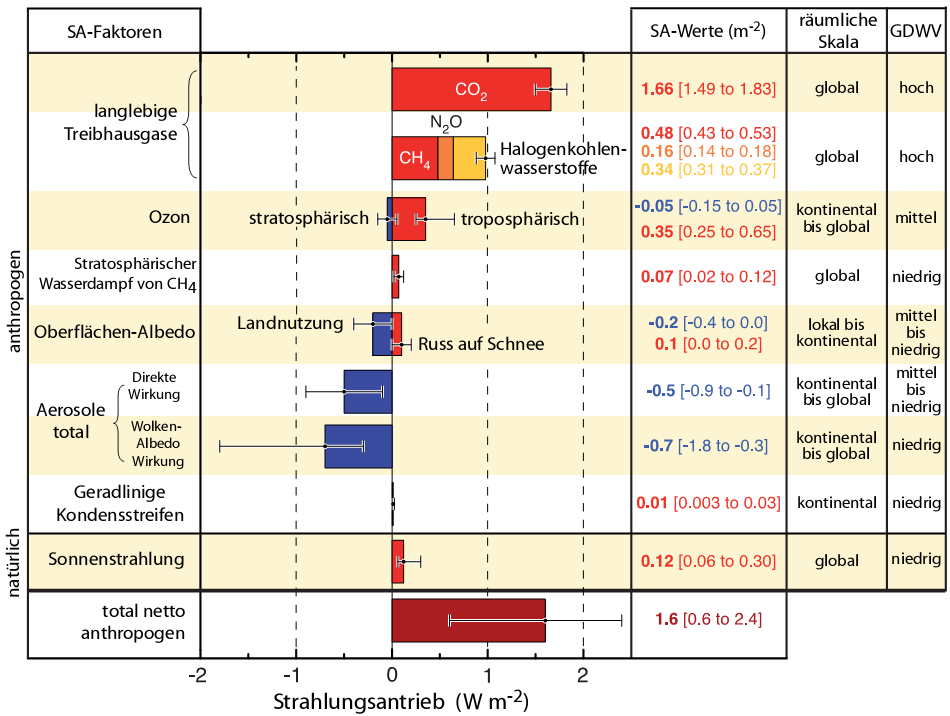 SA-Faktoren
SA-Werte (m-2)
räumliche
Skala
GDWV
anthropogen
natürlich
langlebige
Treibhausgase
CO2
1.66 [1.49 to 1.83]
global
hoch
N2O
CH4
Halogenkohlen-
wasserstoffe
0.48 [0.43 to 0.53]
0.16 [0.14 to 0.18]
0.34 [0.31 to 0.37]
global
hoch
Ozon
stratosphärisch
troposphärisch
-0.05 [-0.15 to 0.05]
0.35 [0.25 to 0.65]
kontinental
bis global
mittel
Stratosphärischer
Wasserdampf von CH4
0.07 [0.02 to 0.12]
global
niedrig
Oberflächen-Albedo
Landnutzung
Russ auf Schnee
-0.2 [-0.4 to 0.0]
0.1 [0.0 to 0.2]
lokal bis
kontinental
mittel
bis
niedrig
Aerosole
total
Direkte
Wirkung
-0.5 [-0.9 to -0.1]
kontinental
bis global
mittel
bis
niedrig
Wolken-
Albedo
Wirkung
-0.7 [-1.8 to -0.3]
kontinental
bis global
niedrig
Geradlinige
Kondensstreifen
0.01 [0.003 to 0.03]
kontinental
niedrig
Sonnenstrahlung
0.12 [0.06 to 0.30]
global
niedrig
total netto
anthropogen
1.6 [0.6 to 2.4]
-2 -1 0 1 2
Strahlungsantrieb (W m-2)